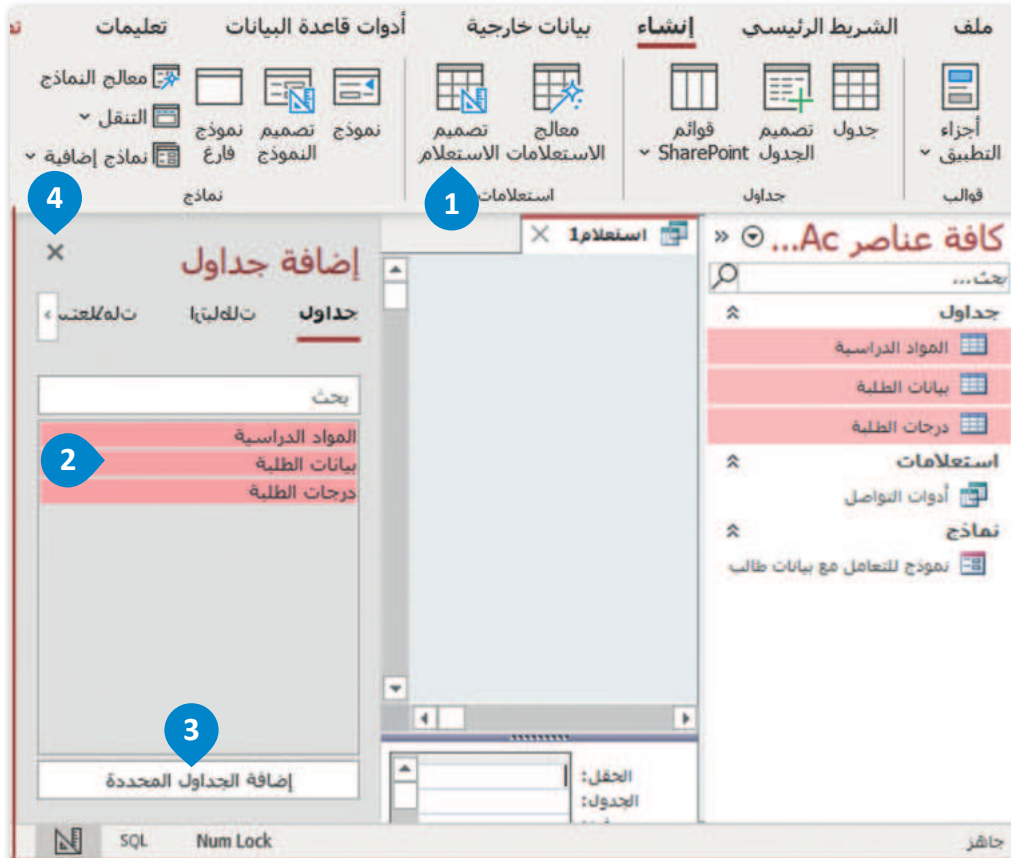 ملف
الشريط الرئيسي
إنشاء
بيانات خارجية
أدوات قاعدة البيانات
تعليمات
أجزاء التطبيق
قوالب
جدول
تصميم الجدول
قوائم SharePoint
جداول
معالج الاستعلامات
تصميم الاستعلام
استعلامات
نموذج
تصميم النموذج
نموذج فارغ
معالج النماذج
التنقل
نماذج إضافية
نماذج
1
4
كافة عناصر Ac...
بحث...
جداول
المواد الدراسية
بيانات الطلبة
درجات الطلبة
استعلامات
أدوات التواصل
نماذج
نموذج للتعامل مع بيانات طالب
استعلام1
الحقل:
الجدول:
إضافة جداول
جداول
بحث
المواد الدراسية
بيانات الطلبة
درجات الطلبة
2
3
إضافة الجداول المحددة
جاهز
Num Lock
SQL